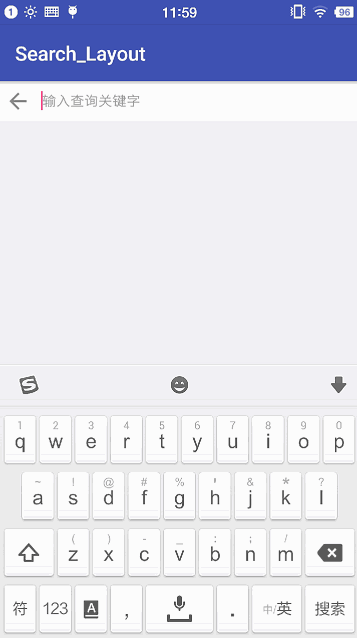 1 11:59 96
Search_Layout
输入查询关键字
S
1 2 3 4 5 6 7 8 9 0
q w e r t y u i o p
~ ! @ # % ' & * ?
a s d f g h j k l
( ) - _ : ; /
z x c v b n m
符 123 A , . 中/英 搜索